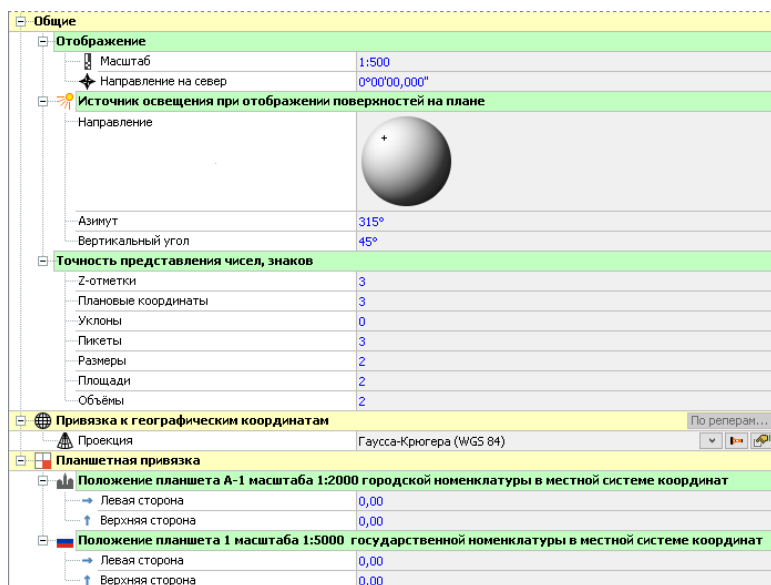 Общие
Отображение
Масштаб 1:500
Направление на север 0°00'00,000"
Источник освещения при отображении поверхностей на плане
Направление
Азимут 315°
Вертикальный угол 45°
Точность представления чисел, знаков
Z-отметки 3
Плановые координаты 3
Уклоны 0
Пикеты 3
Размеры 2
Площади 2
Объёмы 2
Привязка к географическим координатам По реперам...
Проекция Гаусса-Крюгера (WGS 84)
Планшетная привязка
Положение планшета А-1 масштаба 1:2000 городской номенклатуры в местной системе координат
Левая сторона 0,00
Верхняя сторона 0,00
Положение планшета 1 масштаба 1:5000 государственной номенклатуры в местной системе координат
Левая сторона 0,00
Верхняя сторона 0,00